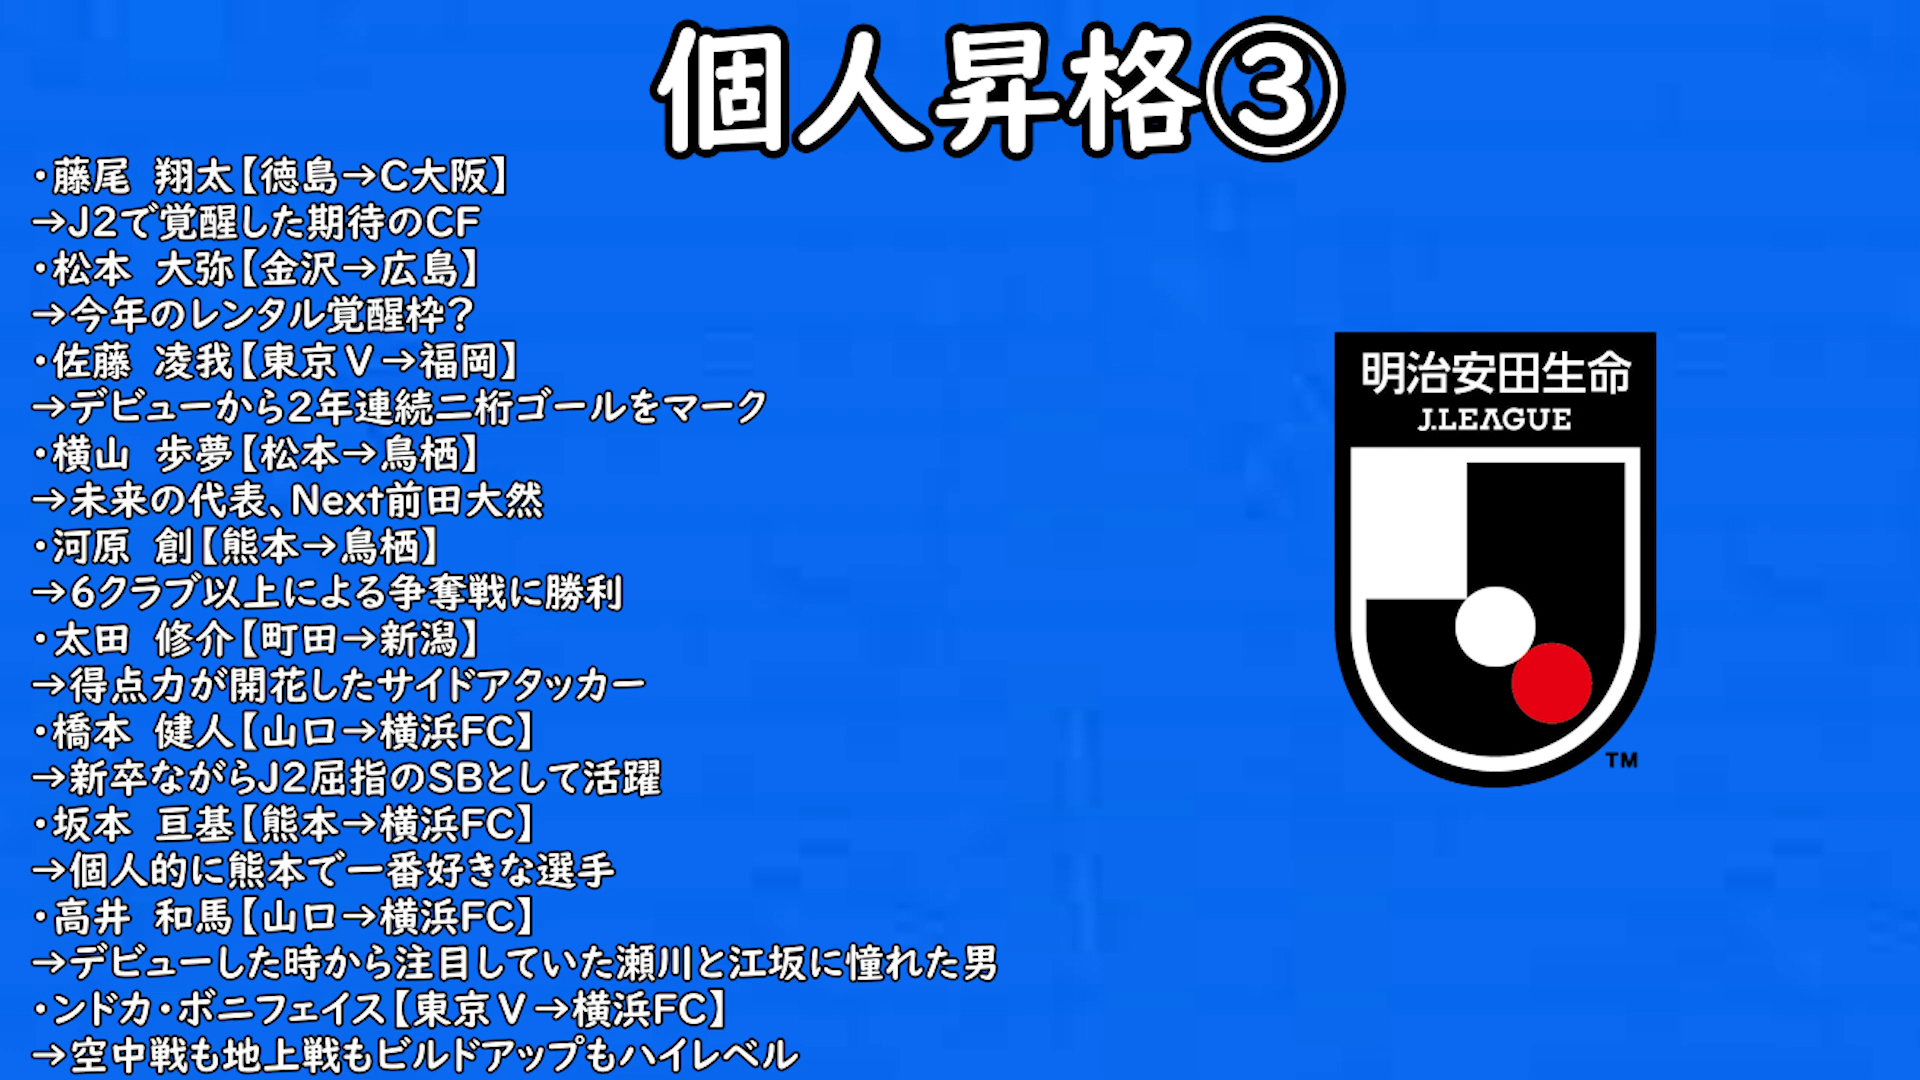 個人昇格③
・藤尾 翔太【徳島→C大阪】
→J2で覚醒した期待のCF
・松本 大弥【金沢→広島】
→今年のレンタル覚醒枠？
・佐藤 凌我【東京Ｖ→福岡】
→デビューから2年連続二桁ゴールをマーク
・横山 歩夢【松本→鳥栖】
→未来の代表、Next前田大然
・河原 創【熊本→鳥栖】
→6クラブ以上による争奪戦に勝利
・太田 修介【町田→新潟】
→得点力が開花したサイドアタッカー
・橋本 健人【山口→横浜FC】
→新卒ながらJ2屈指のSBとして活躍
・坂本 亘基【熊本→横浜FC】
→個人的に熊本で一番好きな選手
・高井 和馬【山口→横浜FC】
→デビューした時から注目していた瀬川と江坂に憧れた男
・ンドカ・ボニフェイス【東京Ｖ→横浜FC】
→空中戦も地上戦もビルドアップもハイレベル
明治安田生命
J.LEAGUE
TM